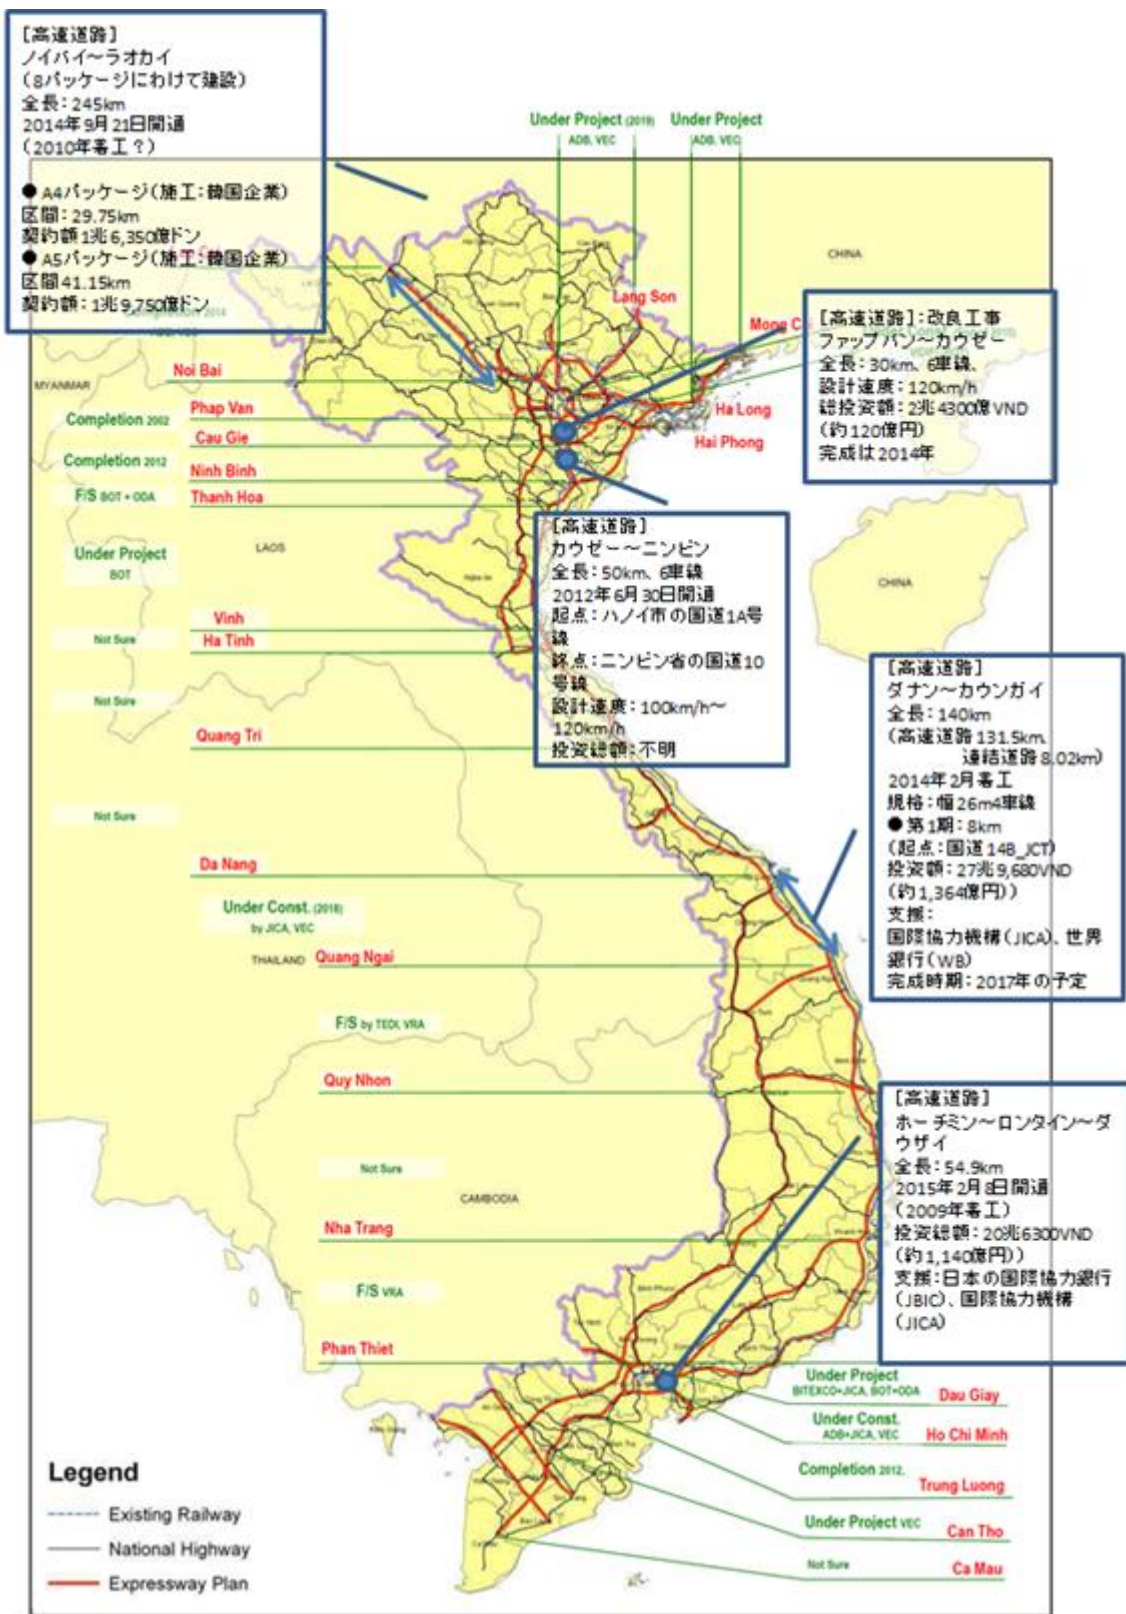 [高速道路]
ノイバイ～ラオカイ
(8パッケージにわけて建設)
全長：245km
2014年9月21日開通
(2010年着工？)
●A4パッケージ(施工：韓国企業)
区間：29.75km
契約額1兆6,350億ドン
●A5パッケージ(施工：韓国企業)
区間41.15km
契約額：1兆9,750億ドン
Under Project (2019)
ADB, VEC
Under Project
ADB, VEC
CHINA
Lang Son
Mong C
[高速道路]：改良工事
ファップバン～カウゼー
全長：30km、6車線、
設計速度：120km/h
総投資額：2兆4300億VND
(約120億円)
完成は2014年
MYANMAR
Noi Bai
Completion 2002
Phap Van
Cau Gie
Ha Long
Hai Phong
Completion 2012
Ninh Binh
F/S BOT + ODA
Thanh Hoa
Under Project
BOT
LAOS
[高速道路]
カウゼー～ニンビン
全長：50km、6車線
2012年6月30日開通
起点：ハノイ市の国道1A号
線
終点：ニンビン省の国道10
号線
設計速度：100km/h～
120km/h
投資総額：不明
CHINA
Vinh
Not Sure
Ha Tinh
Not Sure
Quang Tri
[高速道路]
ダナン～カウンガイ
全長：140km
(高速道路131.5km、
連結道路8.02km)
2014年2月着工
規格：幅26m4車線
●第1期：8km
(起点：国道14B_JCT)
投資額：27兆9,680VND
(約1,364億円))
支援：
国際協力機構(JICA)、世界
銀行(WB)
完成時期：2017年の予定
Not Sure
Da Nang
Under Const. (2018)
by JICA, VEC
THAILAND
Quang Ngai
F/S by TEDI, VRA
Quy Nhon
[高速道路]
ホーチミン～ロンタイン～ダ
ウザイ
全長：54.9km
2015年2月8日開通
(2009年着工)
投資総額：20兆6300VND
(約1,140億円))
支援：日本の国際協力銀行
(JBIC)、国際協力機構
(JICA)
Not Sure
CAMBODIA
Nha Trang
F/S VRA
Phan Thiet
Under Project
BITEXCO+JICA, BOT+ODA
Dau Giay
Under Const.
ADB+JICA, VEC
Ho Chi Minh
Completion 2012.
Trung Luong
Under Project VEC
Can Tho
Not Sure
Ca Mau
Legend
Existing Railway
National Highway
Expressway Plan